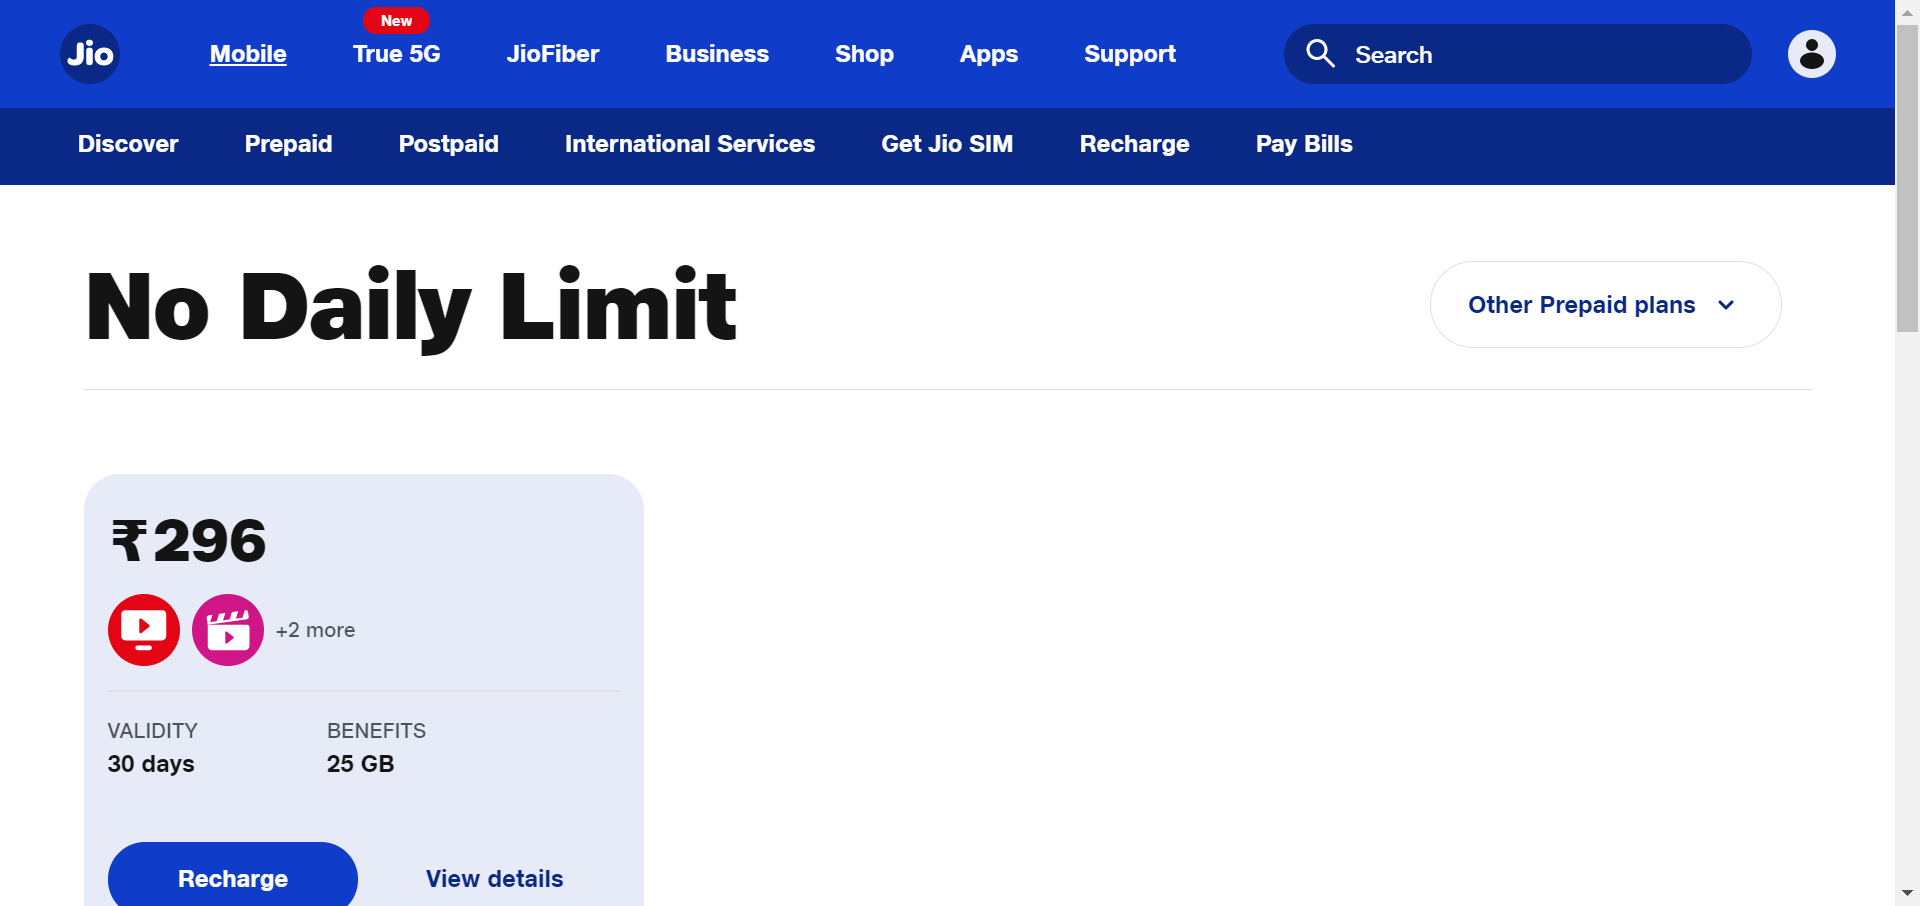 New
Jio Mobile True 5G JioFiber Business Shop Apps Support Search
Discover Prepaid Postpaid International Services Get Jio SIM Recharge Pay Bills
No Daily Limit
Other Prepaid plans
₹296
+2 more
VALIDITY BENEFITS
30 days 25 GB
Recharge View details